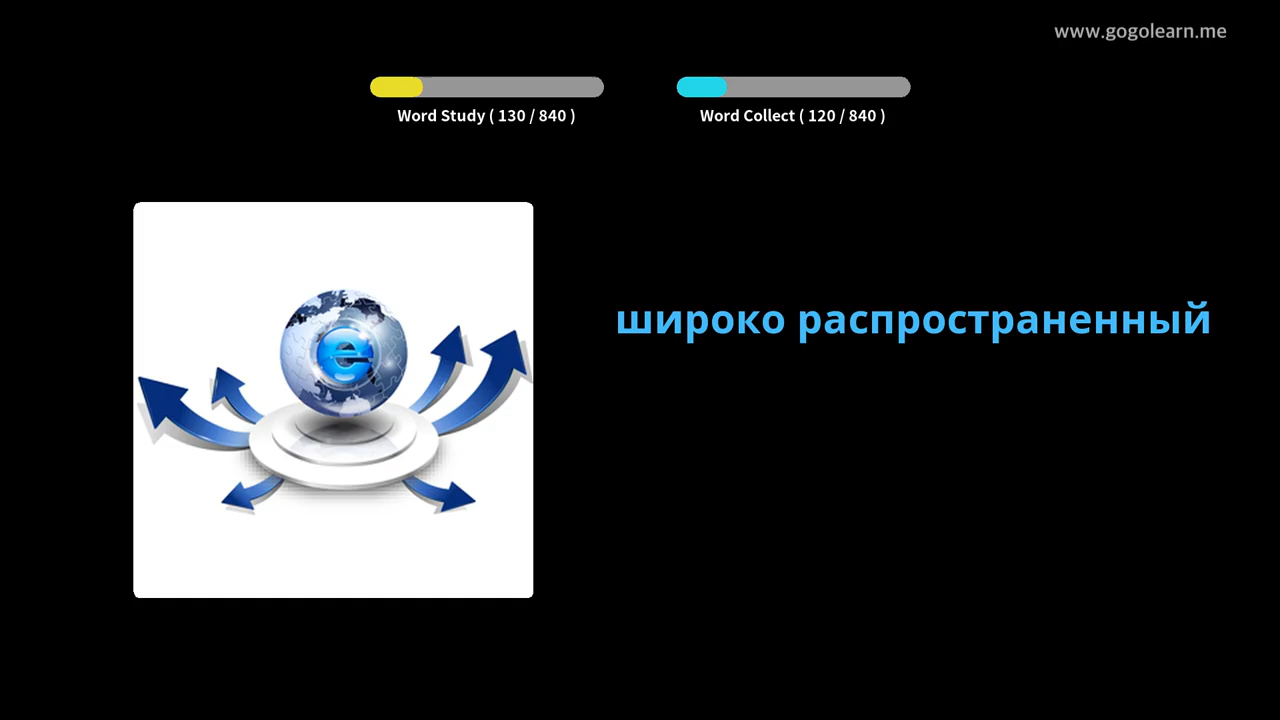 www.gogolearn.me
Word Study ( 130 / 840 )
Word Collect ( 120 / 840 )
e
широко распространенный